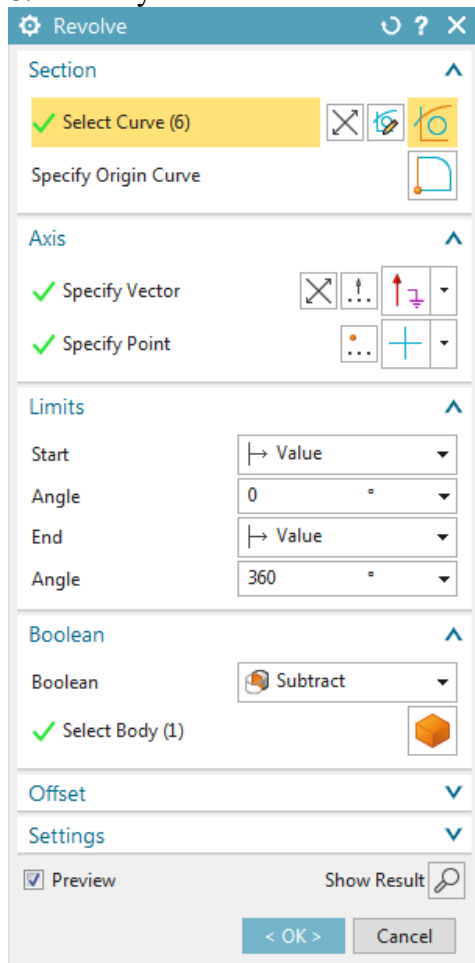 Revolve ? X
Section
Select Curve (6)
Specify Origin Curve
Axis
Specify Vector
Specify Point
Limits
Start Value
Angle 0 °
End Value
Angle 360 °
Boolean
Boolean Subtract
Select Body (1)
Offset
Settings
Preview Show Result
< OK > Cancel